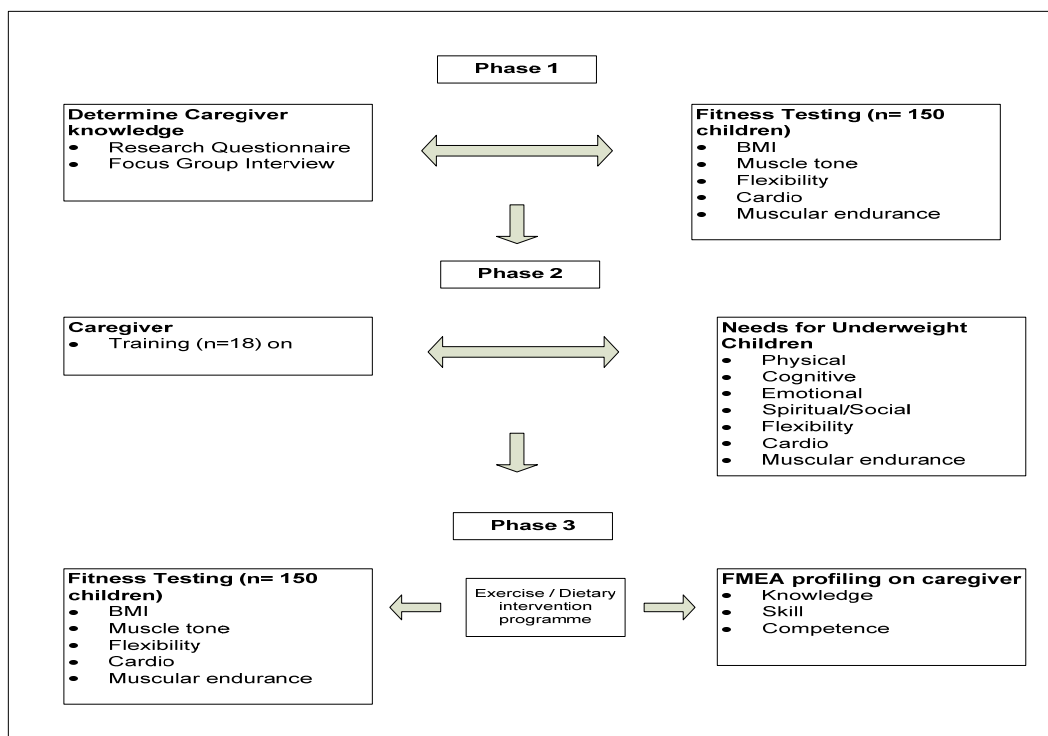 Phase 1
Determine Caregiver
knowledge
• Research Questionnaire
• Focus Group Interview
Fitness Testing (n= 150
children)
• BMI
• Muscle tone
• Flexibility
• Cardio
• Muscular endurance
Phase 2
Caregiver
• Training (n=18) on
Needs for Underweight
Children
• Physical
• Cognitive
• Emotional
• Spiritual/Social
• Flexibility
• Cardio
• Muscular endurance
Phase 3
Fitness Testing (n= 150
children)
• BMI
• Muscle tone
• Flexibility
• Cardio
• Muscular endurance
Exercise / Dietary
intervention
programme
FMEA profiling on caregiver
• Knowledge
• Skill
• Competence